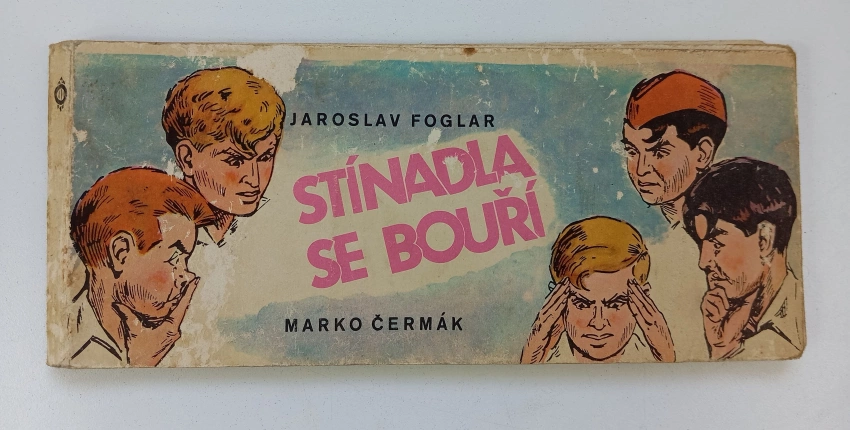 JAROSLAV FOGLAR
STÍNADLA
SE BOUŘÍ
MARKO ČERMÁK